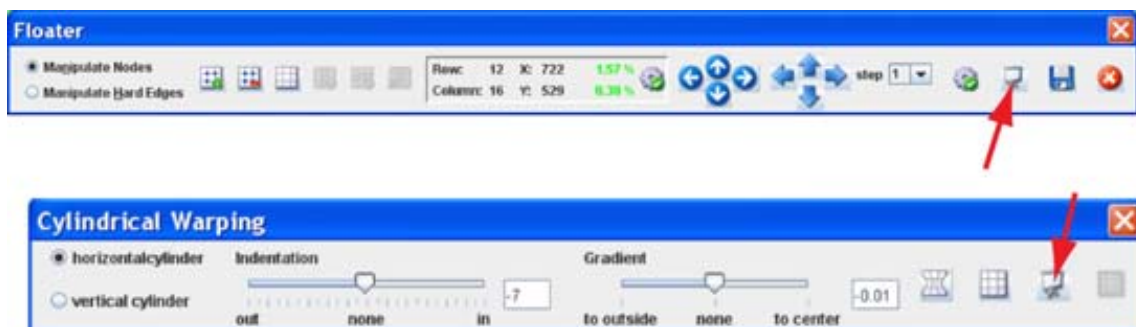 Floater
Manipulate Nodes
Manipulate Hard Edges
Row: 12 X: 722 1.57 %
Column: 16 Y: 529 0.38 %
step 1
Cylindrical Warping
horizontalcylinder Indentation Gradient
vertical cylinder -7 -0.01
out none in to outside none to center